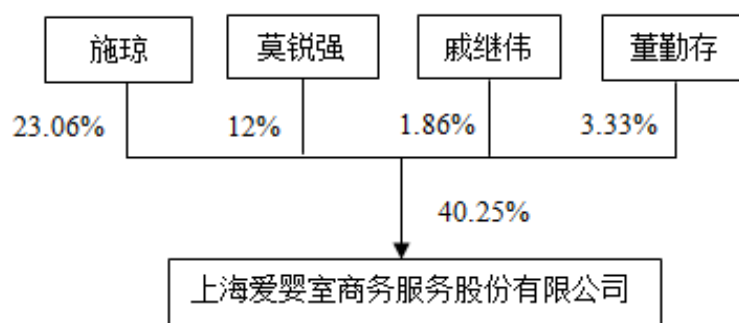 施琼 莫锐强 戚继伟 董勤存
23.06% 12% 1.86% 3.33%
40.25%
上海爱婴室商务服务股份有限公司